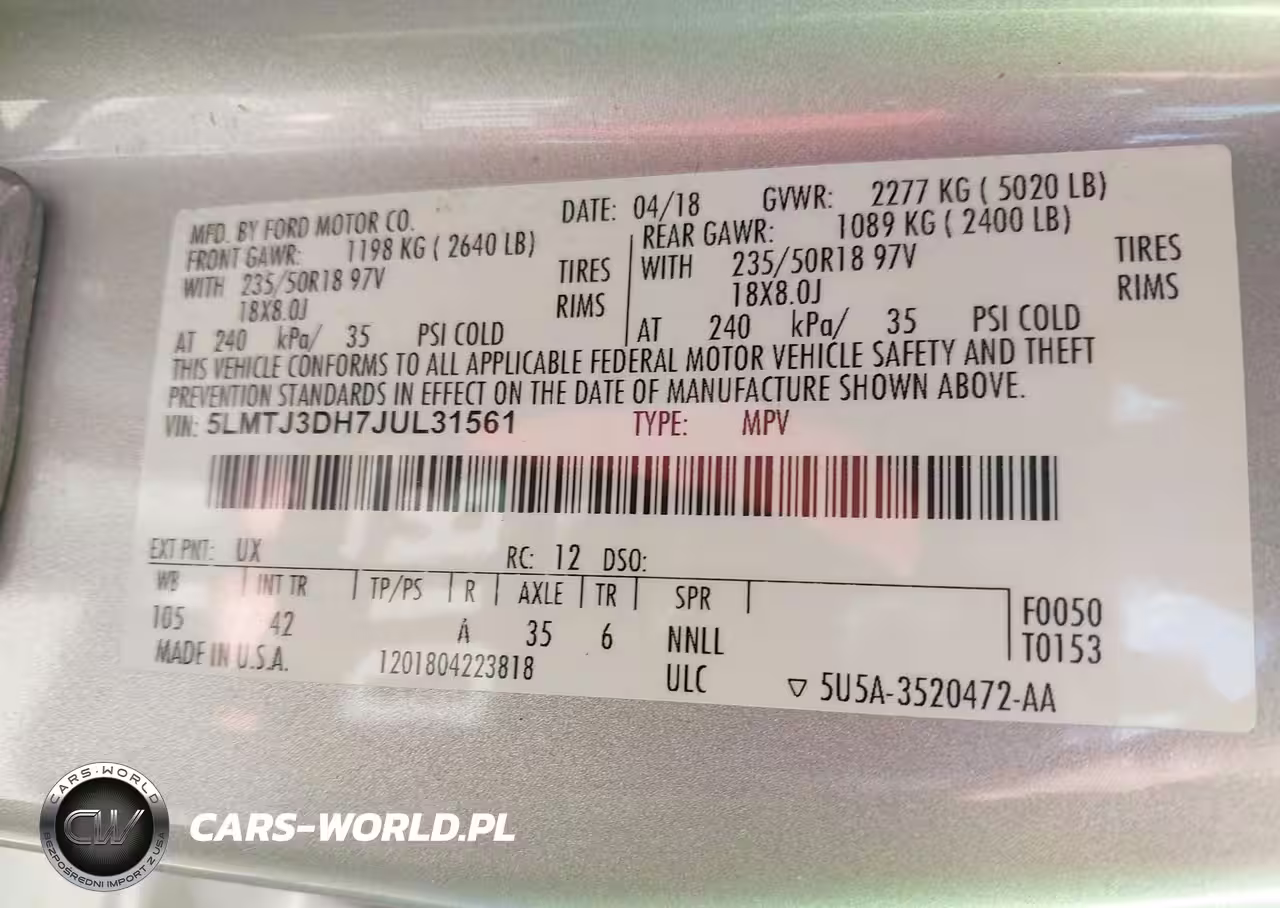 MFD. BY FORD MOTOR CO. DATE: 04/18 GVWR: 2277 KG ( 5020 LB)
FRONT GAWR: 1198 KG ( 2640 LB) REAR GAWR: 1089 KG ( 2400 LB)
WITH 235/50R18 97V TIRES WITH 235/50R18 97V TIRES
18X8.0J RIMS 18X8.0J RIMS
AT 240 kPa/ 35 PSI COLD AT 240 kPa/ 35 PSI COLD
THIS VEHICLE CONFORMS TO ALL APPLICABLE FEDERAL MOTOR VEHICLE SAFETY AND THEFT
PREVENTION STANDARDS IN EFFECT ON THE DATE OF MANUFACTURE SHOWN ABOVE.
VIN: 5LMTJ3DH7JUL31561 TYPE: MPV
EXT PNT: UX RC: 12 DSO:
WB INT TR TP/PS R AXLE TR SPR F0050
105 42 A 35 6 NNLL T0153
MADE IN U.S.A. 1201804223818 ULC ▽ 5U5A-3520472-AA
CARS-WORLD
CW
BEZPOŚREDNI IMPORT Z USA
CARS-WORLD.PL